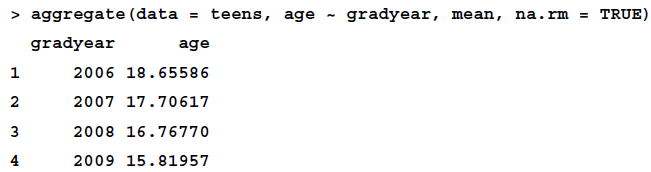 > aggregate(data = teens, age ~ gradyear, mean, na.rm = TRUE)
gradyear age
1 2006 18.65586
2 2007 17.70617
3 2008 16.76770
4 2009 15.81957